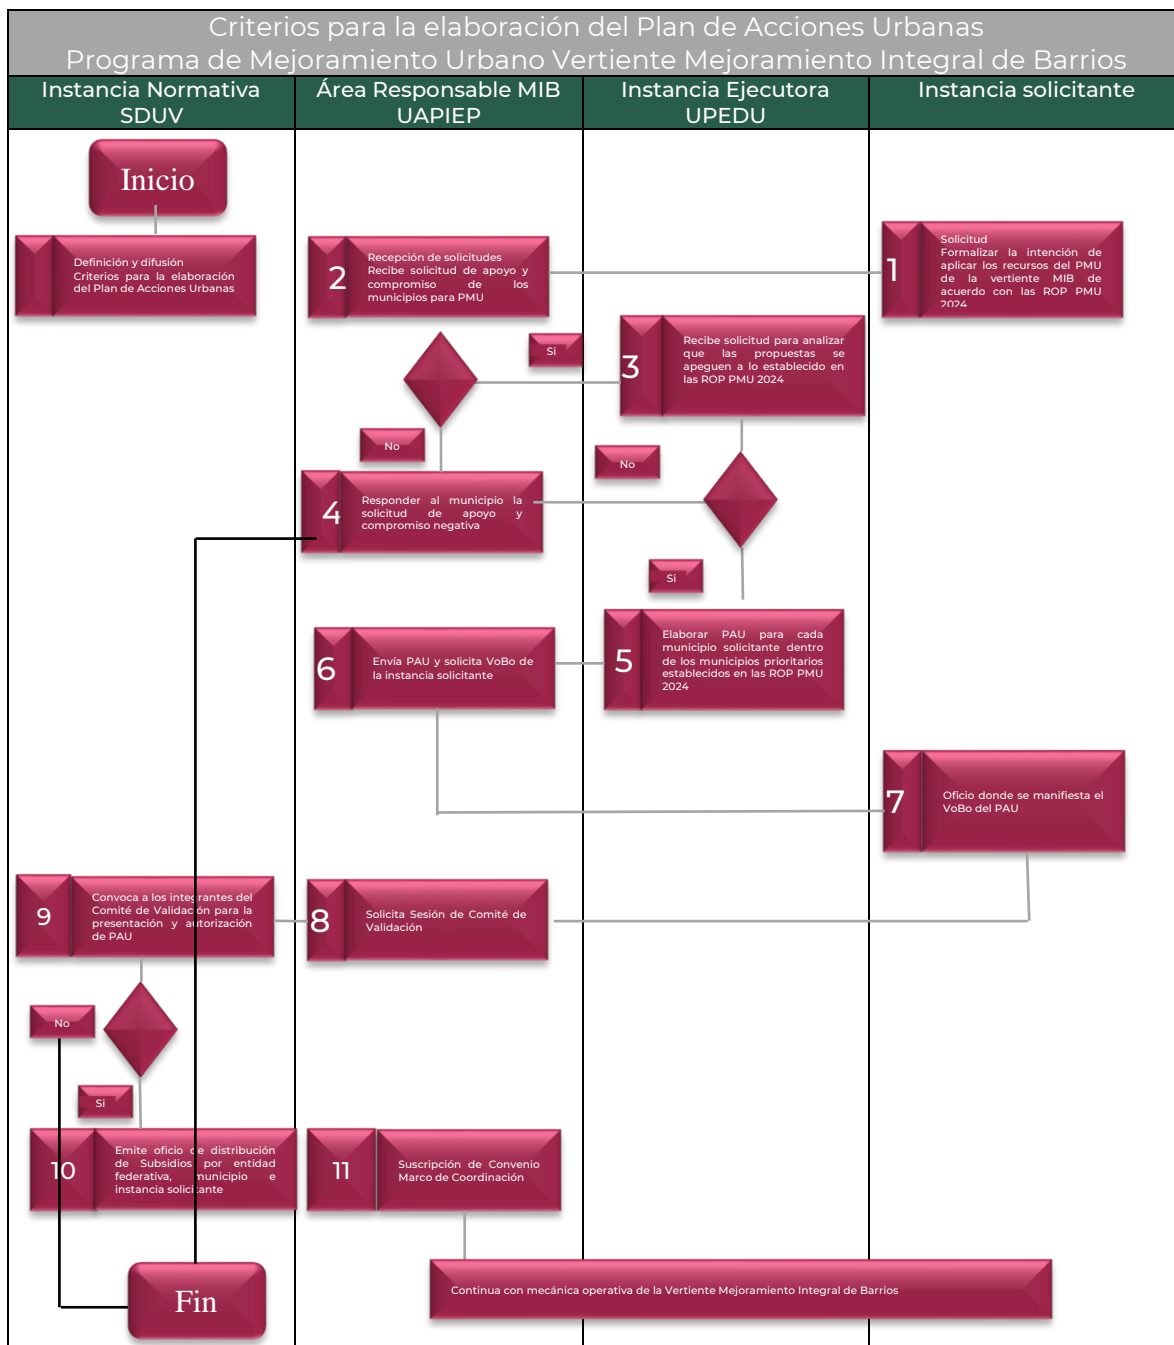 Criterios para la elaboración del Plan de Acciones Urbanas
Programa de Mejoramiento Urbano Vertiente Mejoramiento Integral de Barrios
Instancia Normativa
SDUV
Área Responsable MIB
UAPIEP
Instancia Ejecutora
UPEDU
Instancia solicitante
Inicio
Definición y difusión
Criterios para la elaboración
del Plan de Acciones Urbanas
2
Recepción de solicitudes
Recibe solicitud de apoyo y
compromiso de los
municipios para PMU
1
Solicitud
Formalizar la intención de
aplicar los recursos del PMU
de la vertiente MIB de
acuerdo con las ROP PMU
2024
Si
3
Recibe solicitud para analizar
que las propuestas se
apeguen a lo establecido en
las ROP PMU 2024
No
No
4
Responder al municipio la
solicitud de apoyo y
compromiso negativa
Si
6
Envía PAU y solicita VoBo de
la instancia solicitante
5
Elaborar PAU para cada
municipio solicitante dentro
de los municipios prioritarios
establecidos en las ROP PMU
2024
7
Oficio donde se manifiesta el
VoBo del PAU
9
Convoca a los integrantes del
Comité de Validación para la
presentación y autorización
de PAU
8
Solicita Sesión de Comité de
Validación
No
Si
10
Emite oficio de distribución
de Subsidios por entidad
federativa, municipio e
instancia solicitante
11
Suscripción de Convenio
Marco de Coordinación
Fin
Continua con mecánica operativa de la Vertiente Mejoramiento Integral de Barrios